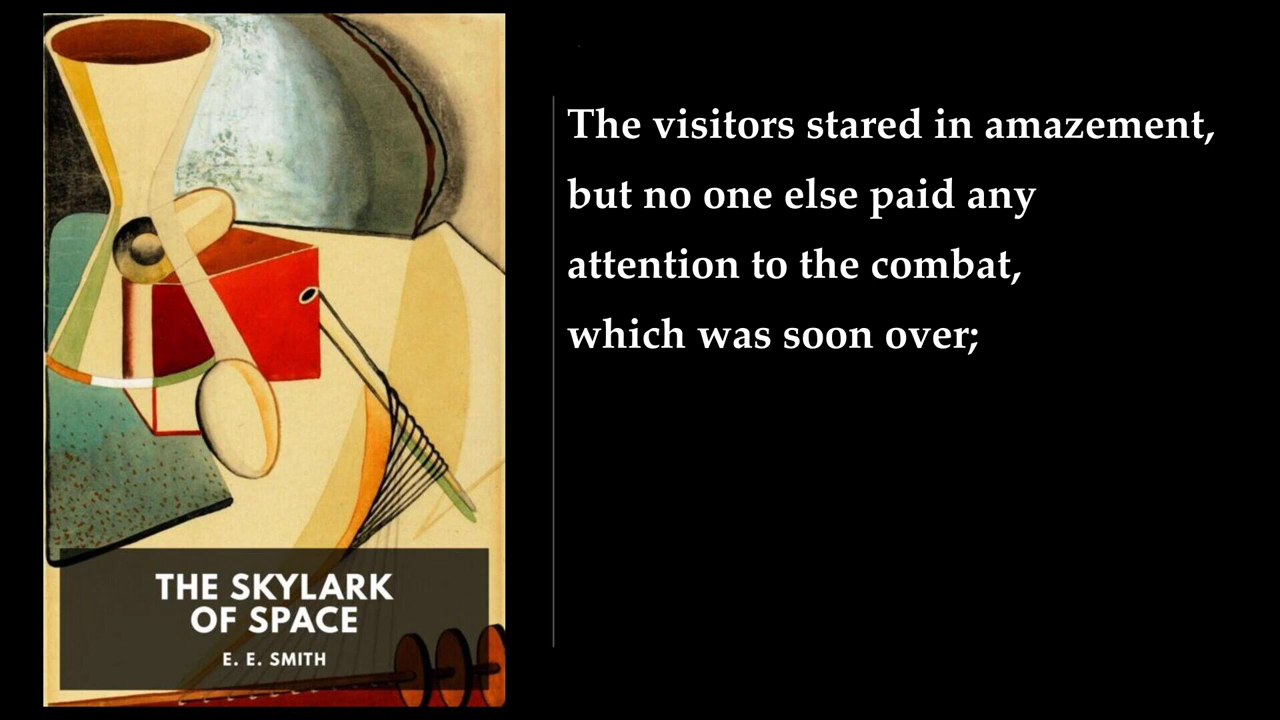 The visitors stared in amazement,
but no one else paid any
attention to the combat,
which was soon over;
THE SKYLARK
OF SPACE
E. E. SMITH